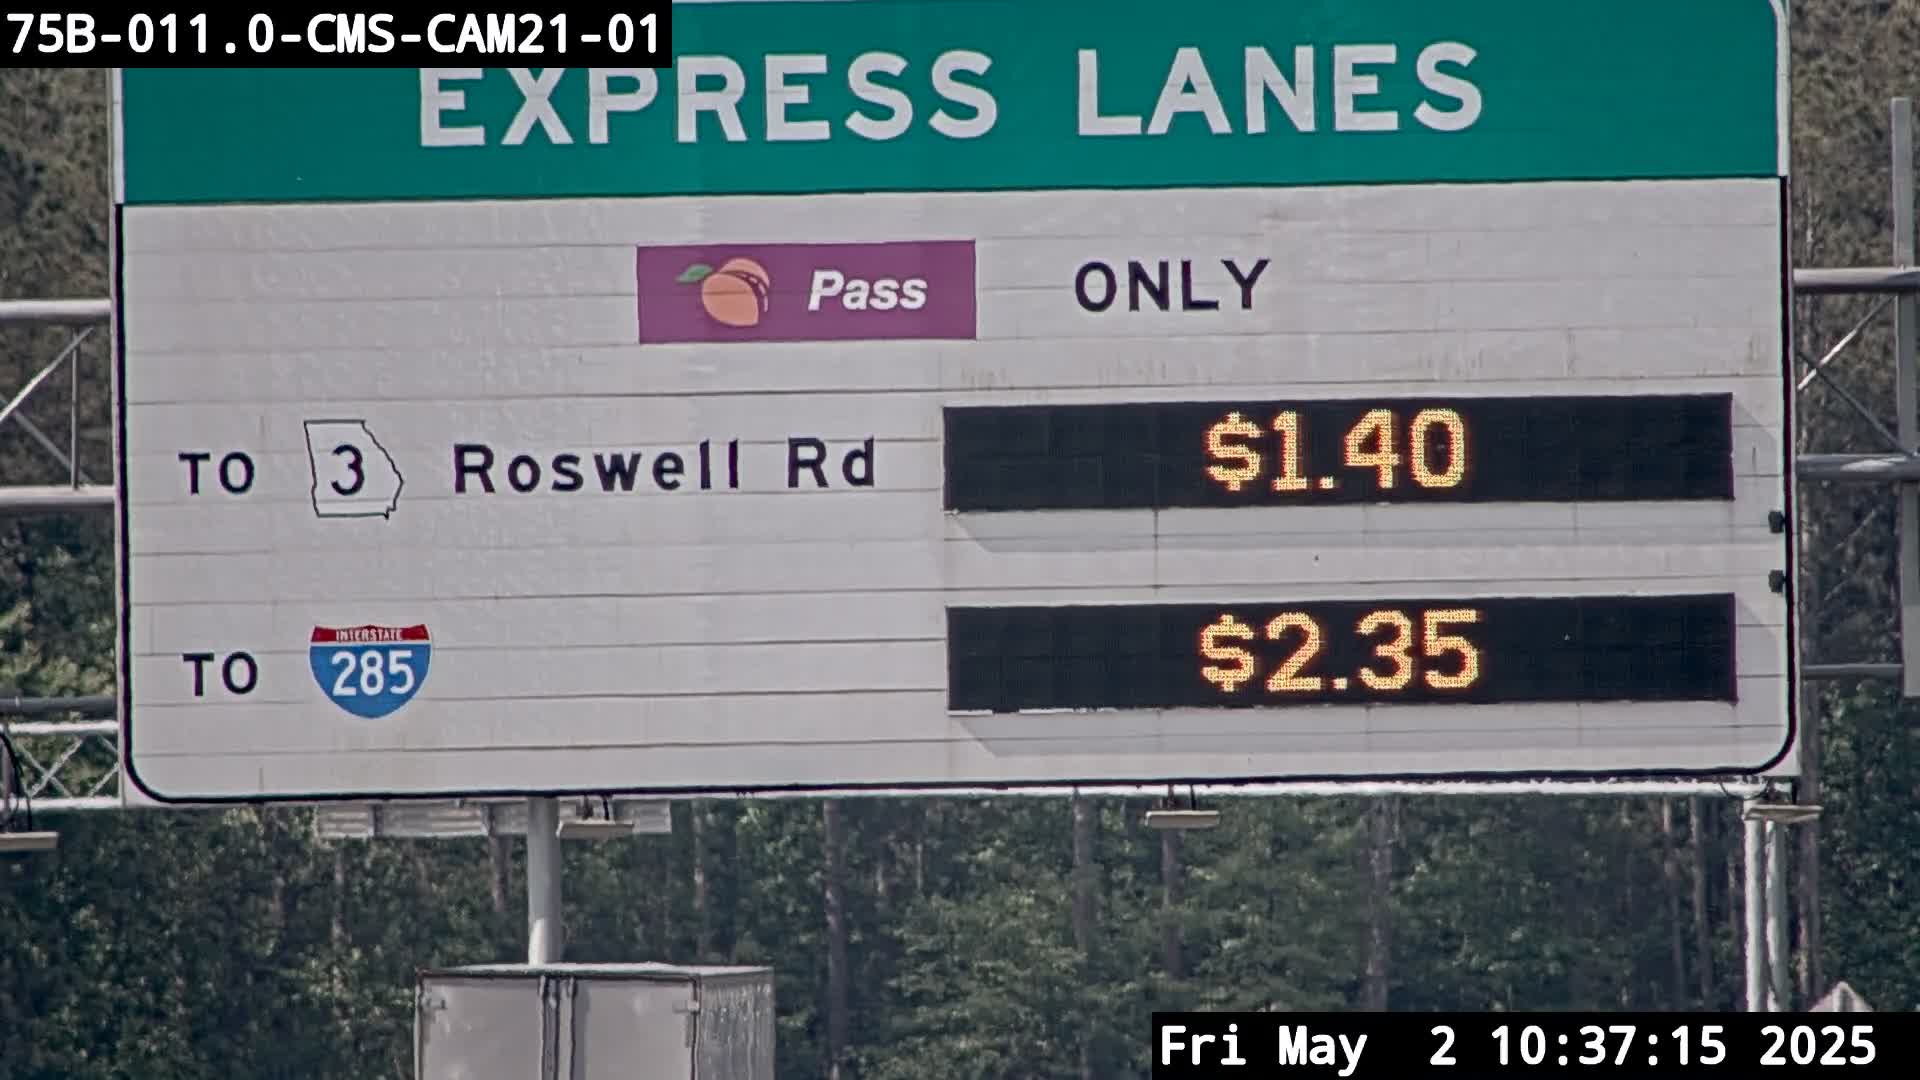 75B-011.0-CMS-CAM21-01
EXPRESS LANES
Pass ONLY
TO 3 Roswell Rd $1.40
INTERSTATE
TO 285 $2.35
Fri May 2 10:37:15 2025